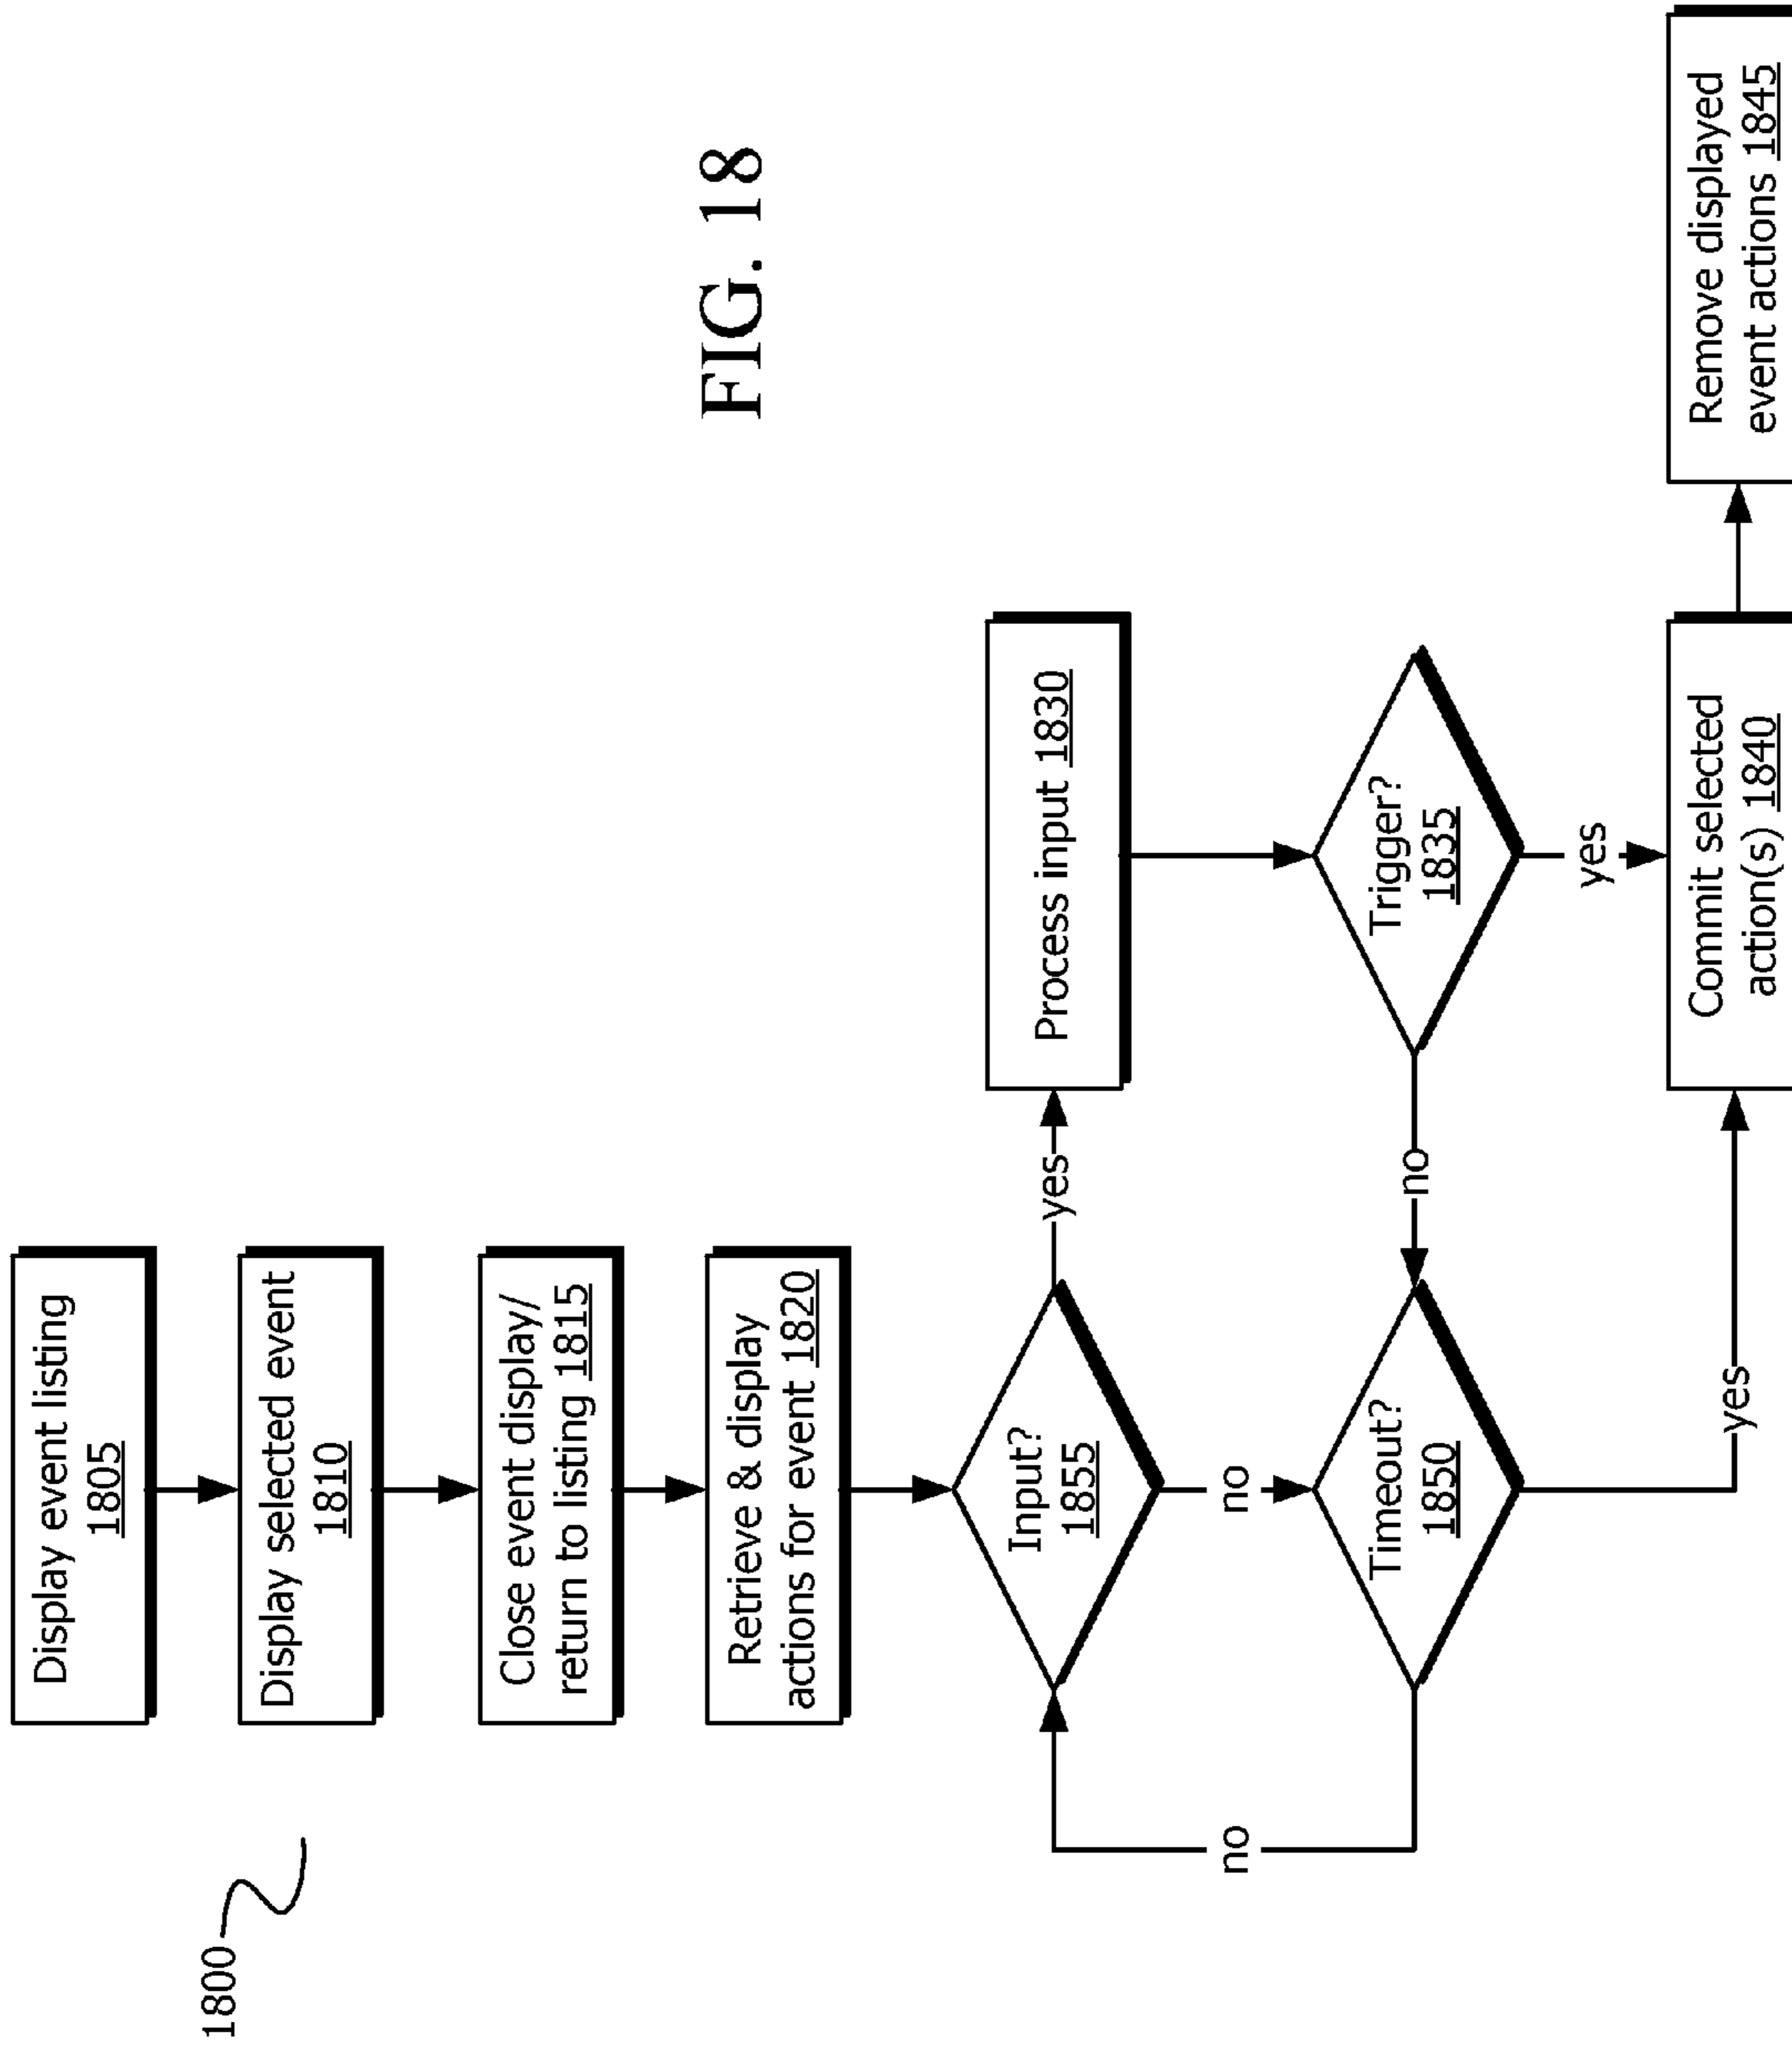 1800
Display event listing
1805
Display selected event
1810
Close event display/
return to listing 1815
Retrieve & display
actions for event 1820
Input?
1855
yes
Process input 1830
no
no
Timeout?
1850
no
Trigger?
1835
yes
yes
Commit selected
action(s) 1840
Remove displayed
event actions 1845
FIG. 18